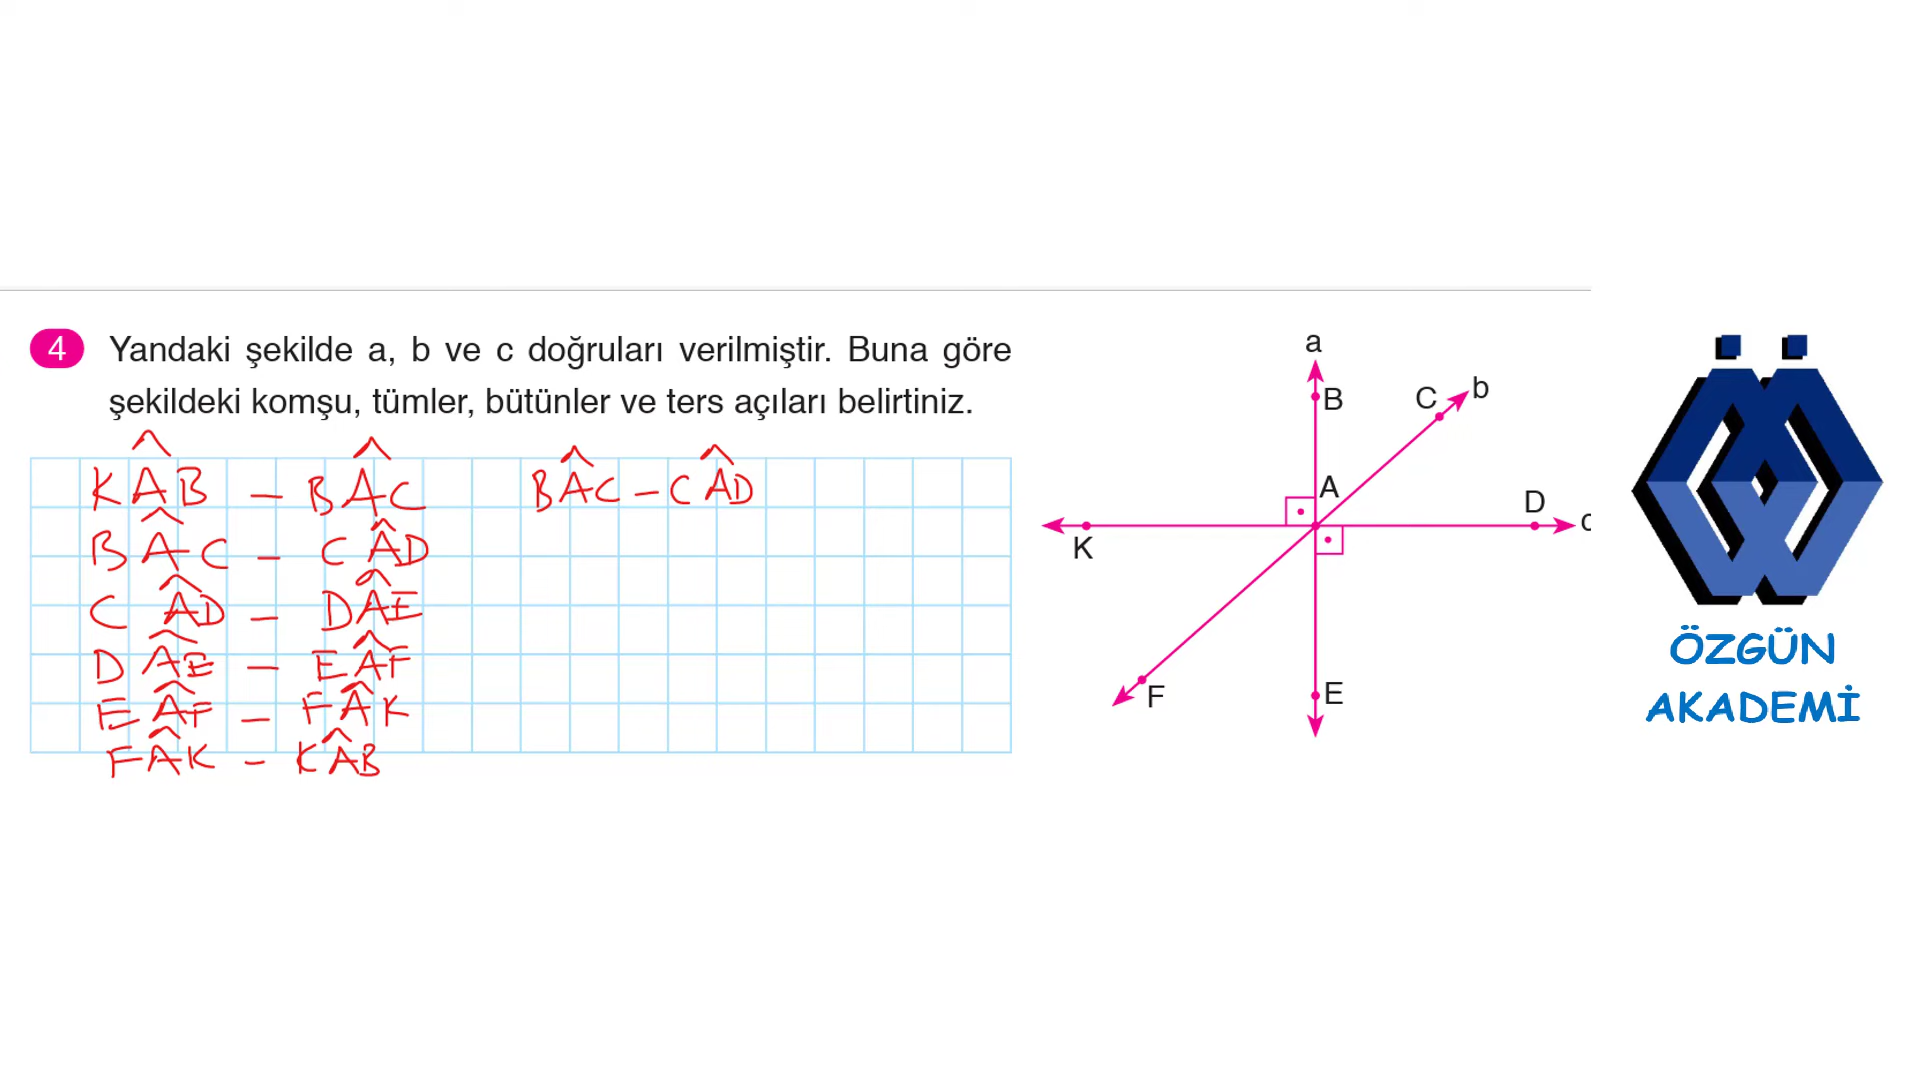 4 Yandaki şekilde a, b ve c doğruları verilmiştir. Buna göre
şekildeki komşu, tümler, bütünler ve ters açıları belirtiniz.
KÂB – BÂC
BÂC – CÂD
CÂD – DÂE
DÂE – EÂF
EÂF – FÂK
FÂK – KÂB
BÂC – CÂD
a
B
C b
A
D
c
K
F
E
ÖZGÜN
AKADEMİ